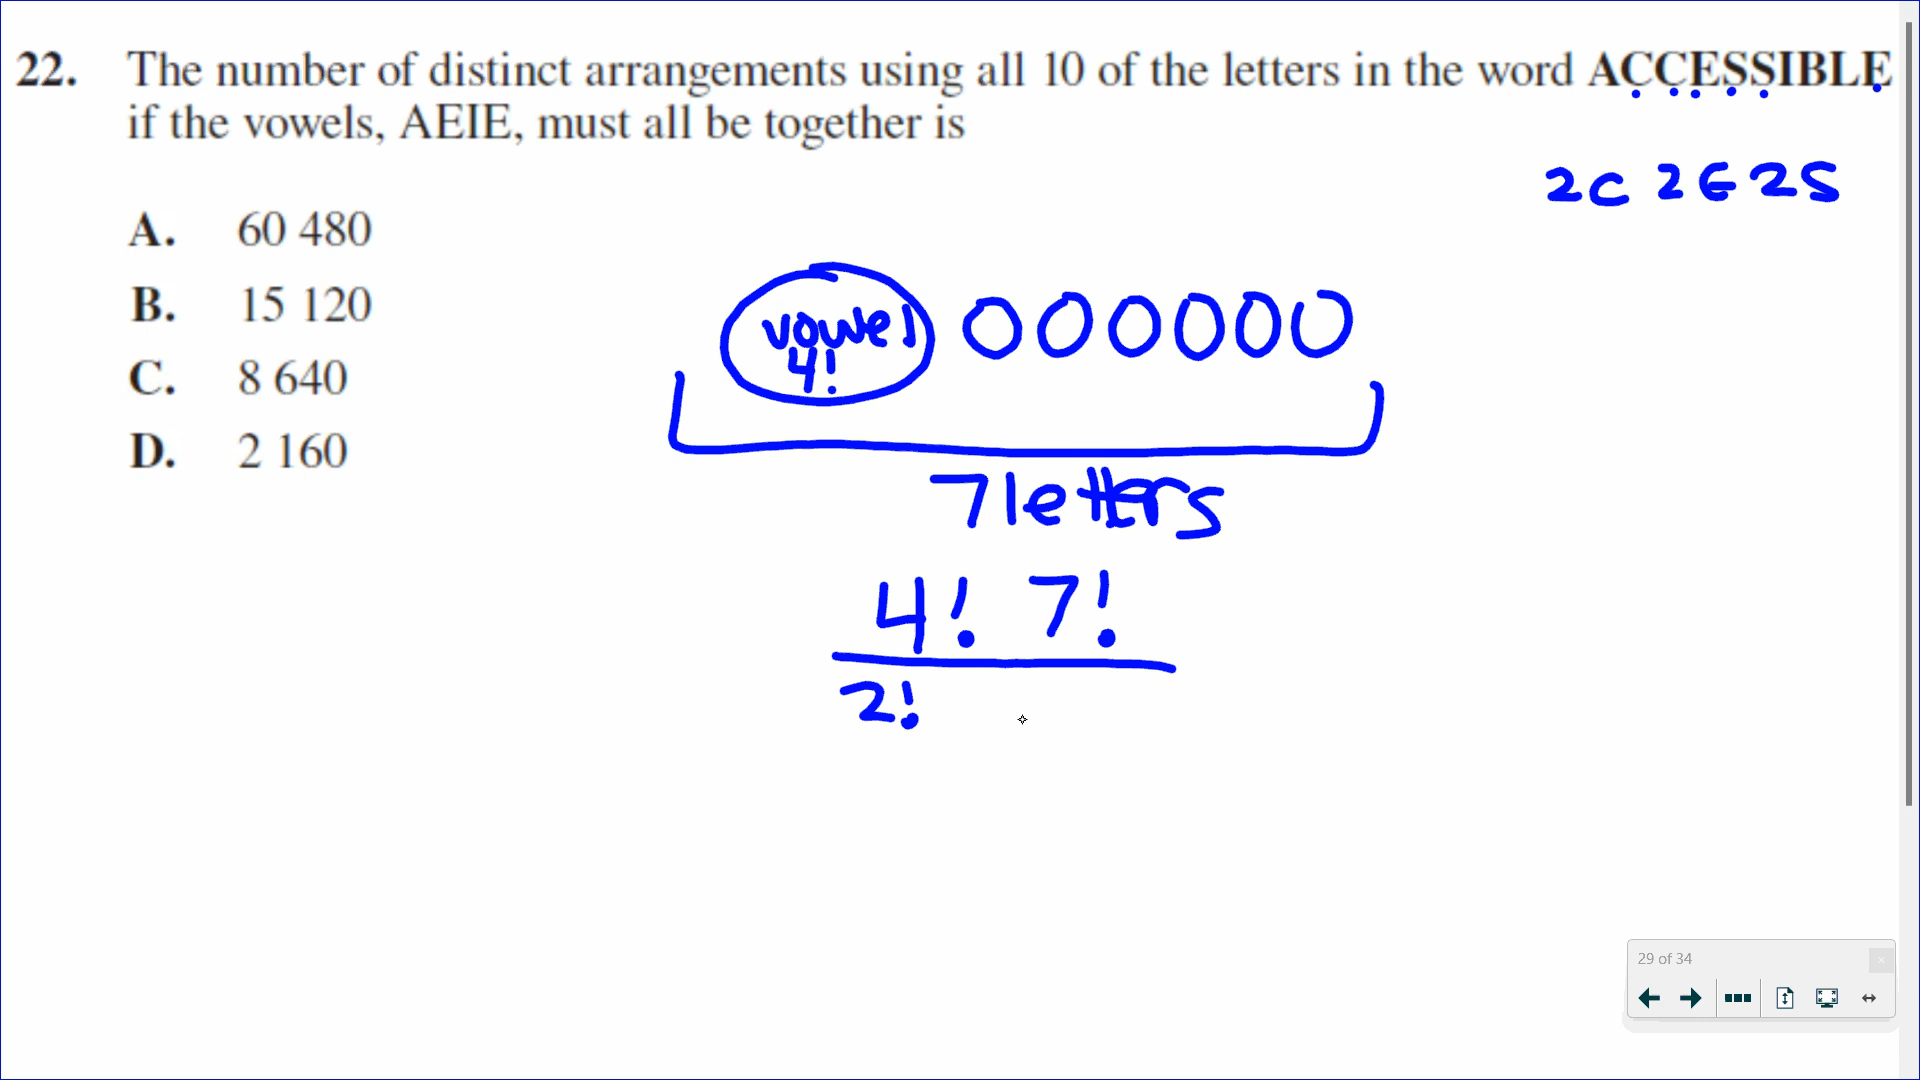 22. The number of distinct arrangements using all 10 of the letters in the word ACCESSIBLE
if the vowels, AEIE, must all be together is
2C 2E 2S
A. 60 480
B. 15 120
C. 8 640
D. 2 160
vowel
4!
7 letters
4! 7!
2!
29 of 34